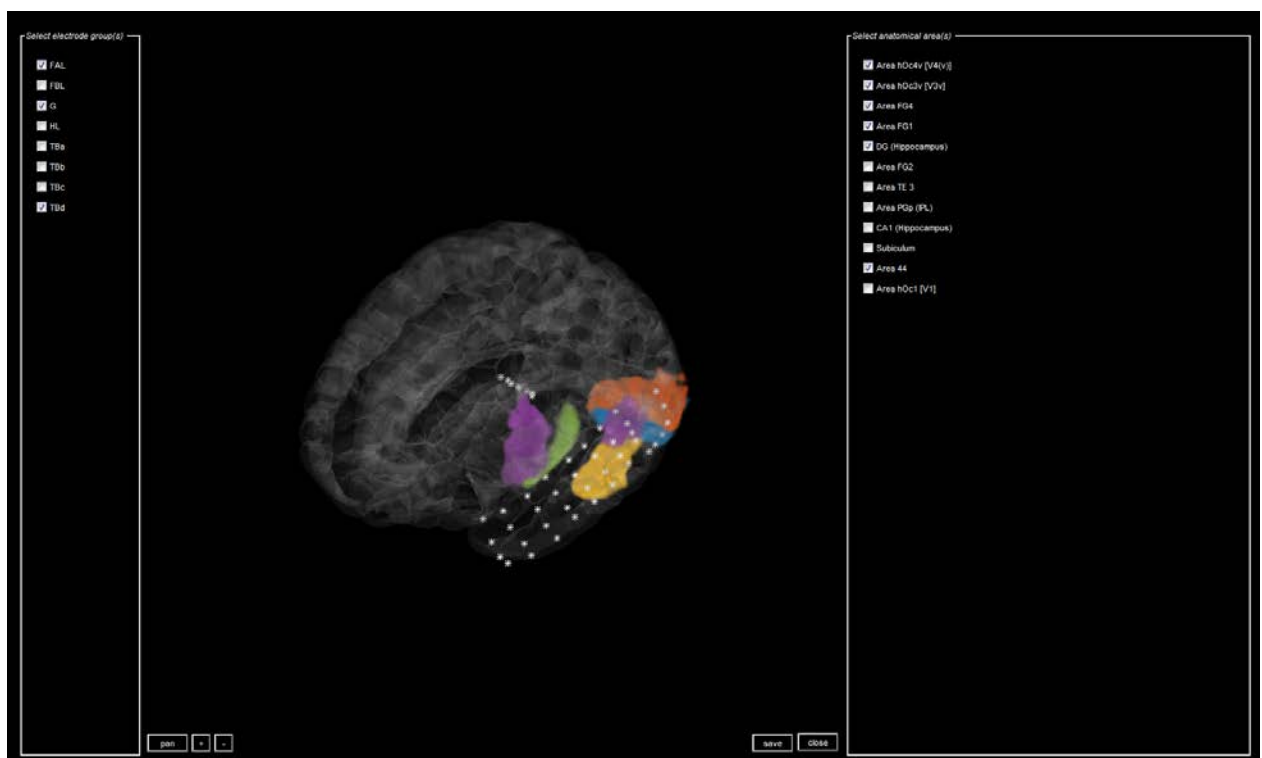 Select electrode group(s)
FAL
FBL
G
HL
TBa
TBb
TBc
TBd
pan
+
-
save
close
Select anatomical area(s)
Area hOc4v [V4(v)]
Area hOc3v [V3v]
Area FG4
Area FG1
DG (Hippocampus)
Area FG2
Area TE 3
Area PGp (IPL)
CA1 (Hippocampus)
Subiculum
Area 44
Area hOc1 [V1]